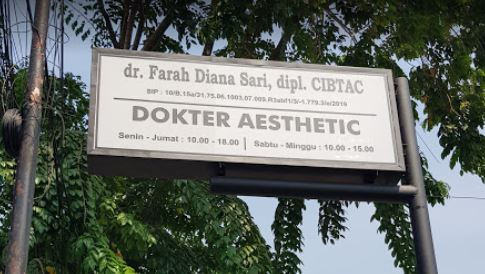 dr. Farah Diana Sari, dipl. CIBTAC
SIP : 10/B.15a/31.75.06.1003.07.009.R3abf1/3/-1.779.3/e/2019
DOKTER AESTHETIC
Senin - Jumat : 10.00 - 18.00 | Sabtu - Minggu : 10.00 - 15.00